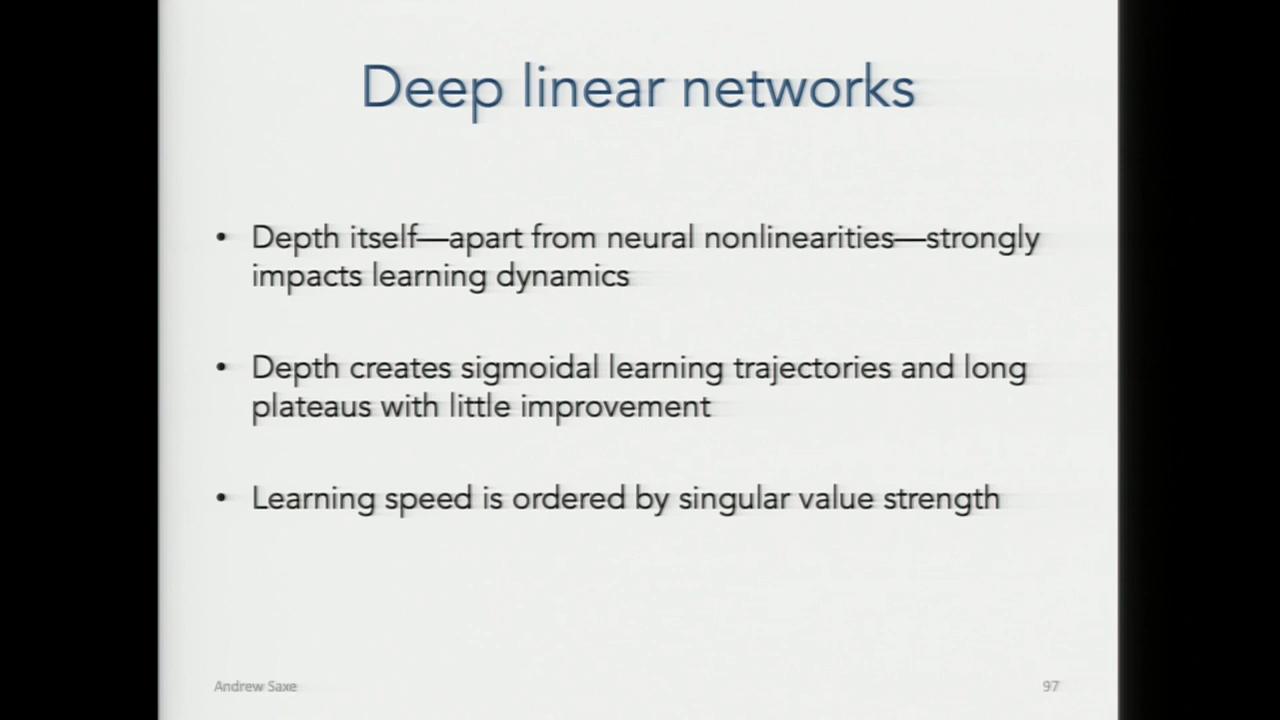 Deep linear networks
• Depth itself—apart from neural nonlinearities—strongly
impacts learning dynamics
• Depth creates sigmoidal learning trajectories and long
plateaus with little improvement
• Learning speed is ordered by singular value strength
Andrew Saxe
97